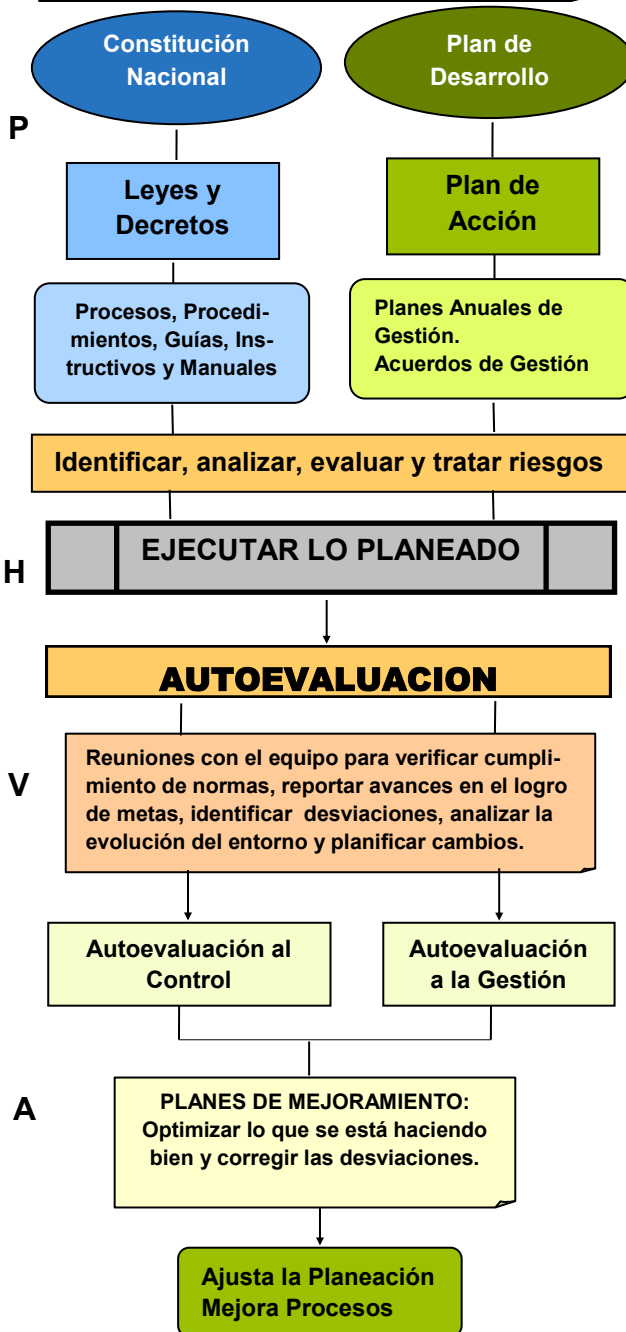 Constitución
Nacional
Plan de
Desarrollo
P
Leyes y
Decretos
Plan de
Acción
Procesos, Procedi-
mientos, Guías, Ins-
tructivos y Manuales
Planes Anuales de
Gestión.
Acuerdos de Gestión
Identificar, analizar, evaluar y tratar riesgos
EJECUTAR LO PLANEADO
H
AUTOEVALUACION
V
Reuniones con el equipo para verificar cumpli-
miento de normas, reportar avances en el logro
de metas, identificar desviaciones, analizar la
evolución del entorno y planificar cambios.
Autoevaluación al
Control
Autoevaluación
a la Gestión
A
PLANES DE MEJORAMIENTO:
Optimizar lo que se está haciendo
bien y corregir las desviaciones.
Ajusta la Planeación
Mejora Procesos